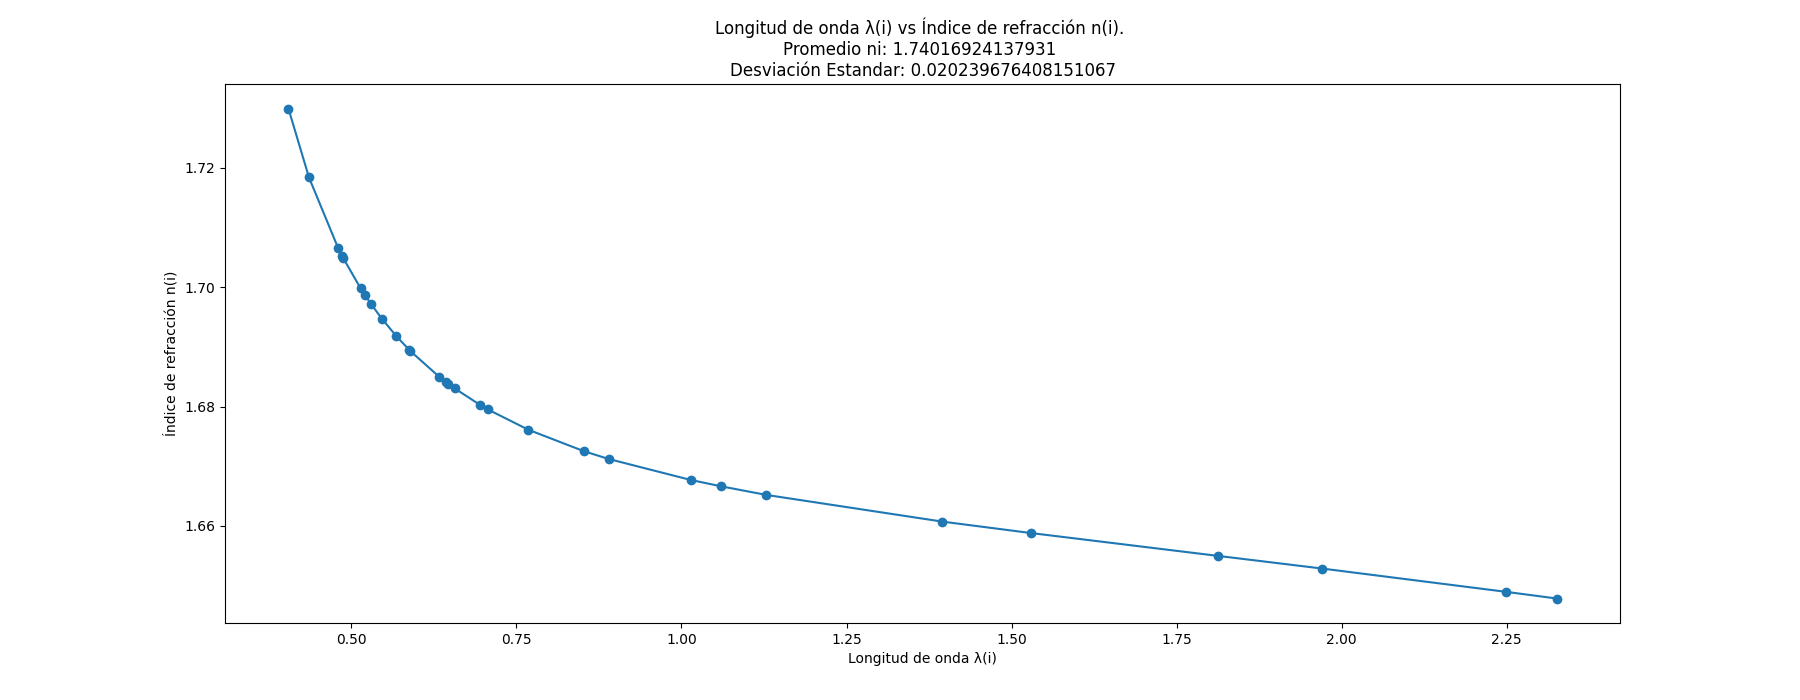 Longitud de onda λ(i) vs Índice de refracción n(i).
Promedio ni: 1.74016924137931
Desviación Estandar: 0.020239676408151067
Índice de refracción n(i)
1.72
1.70
1.68
1.66
0.50 0.75 1.00 1.25 1.50 1.75 2.00 2.25
Longitud de onda λ(i)